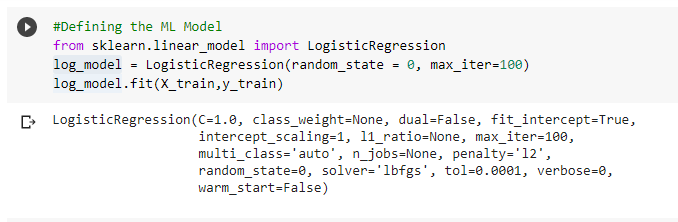 #Defining the ML Model
from sklearn.linear_model import LogisticRegression
log_model = LogisticRegression(random_state = 0, max_iter=100)
log_model.fit(X_train,y_train)
LogisticRegression(C=1.0, class_weight=None, dual=False, fit_intercept=True,
intercept_scaling=1, l1_ratio=None, max_iter=100,
multi_class='auto', n_jobs=None, penalty='l2',
random_state=0, solver='lbfgs', tol=0.0001, verbose=0,
warm_start=False)